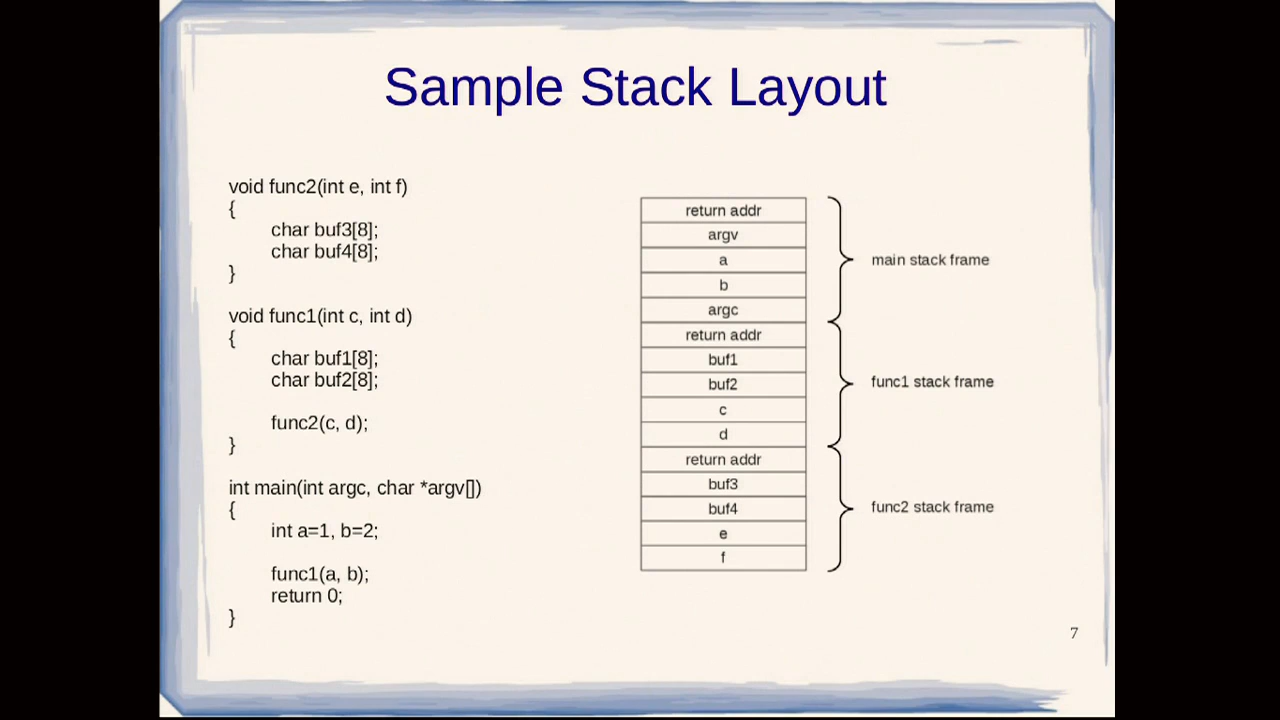 Sample Stack Layout
void func2(int e, int f)
{
char buf3[8];
char buf4[8];
}
void func1(int c, int d)
{
char buf1[8];
char buf2[8];
func2(c, d);
}
int main(int argc, char *argv[])
{
int a=1, b=2;
func1(a, b);
return 0;
}
return addr
argv
a
b
argc
return addr
buf1
buf2
c
d
return addr
buf3
buf4
e
f
main stack frame
func1 stack frame
func2 stack frame
7